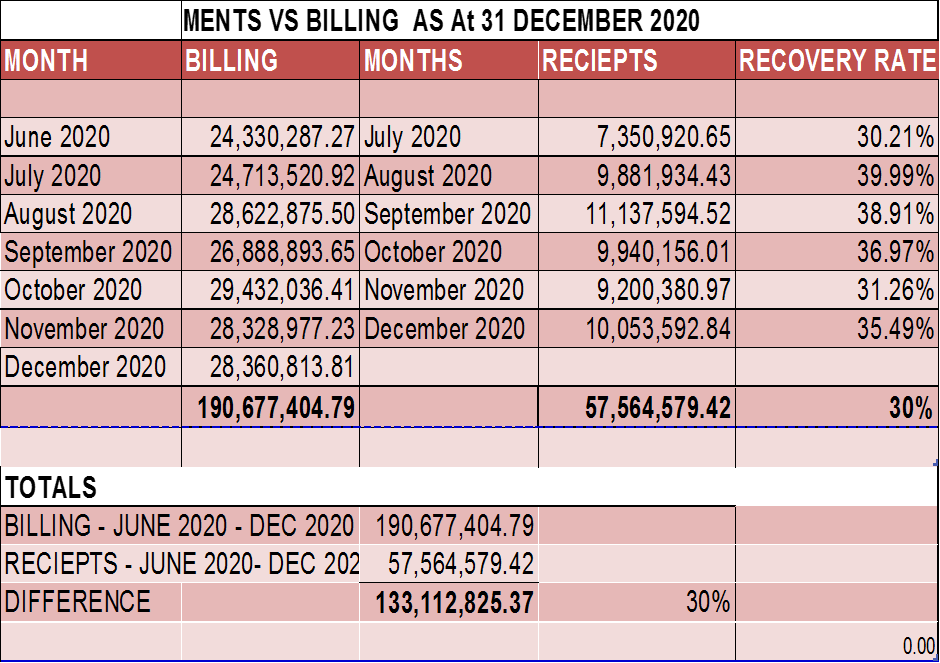 MENTS VS BILLING AS At 31 DECEMBER 2020
MONTH BILLING MONTHS RECIEPTS RECOVERY RATE
June 2020 24,330,287.27 July 2020 7,350,920.65 30.21%
July 2020 24,713,520.92 August 2020 9,881,934.43 39.99%
August 2020 28,622,875.50 September 2020 11,137,594.52 38.91%
September 2020 26,888,893.65 October 2020 9,940,156.01 36.97%
October 2020 29,432,036.41 November 2020 9,200,380.97 31.26%
November 2020 28,328,977.23 December 2020 10,053,592.84 35.49%
December 2020 28,360,813.81
190,677,404.79 57,564,579.42 30%
TOTALS
BILLING - JUNE 2020 - DEC 2020 190,677,404.79
RECIEPTS - JUNE 2020- DEC 202 57,564,579.42
DIFFERENCE 133,112,825.37 30%
0.00